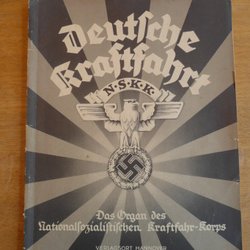 Deutsche
Kraftfahrt
N·S·K·K
Das Organ des
Nationalsozialistischen Kraftfahr-Korps
VERLAGSORT HANNOVER